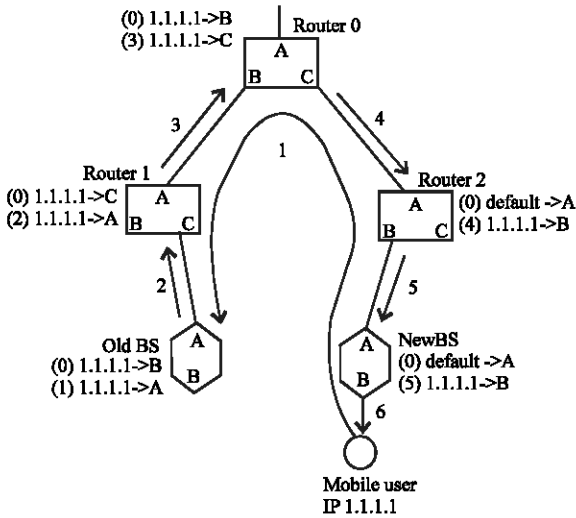 (0) 1.1.1.1->B
Router 0
(3) 1.1.1.1->C
A
B
C
3
4
1
Router 1
Router 2
(0) 1.1.1.1->C
A
(0) default ->A
(2) 1.1.1.1->A
B
C
A
B
C
(4) 1.1.1.1->B
2
5
Old BS
A
NewBS
(0) 1.1.1.1->B
(0) default ->A
(1) 1.1.1.1->A
B
A
B
(5) 1.1.1.1->B
6
Mobile user
IP 1.1.1.1